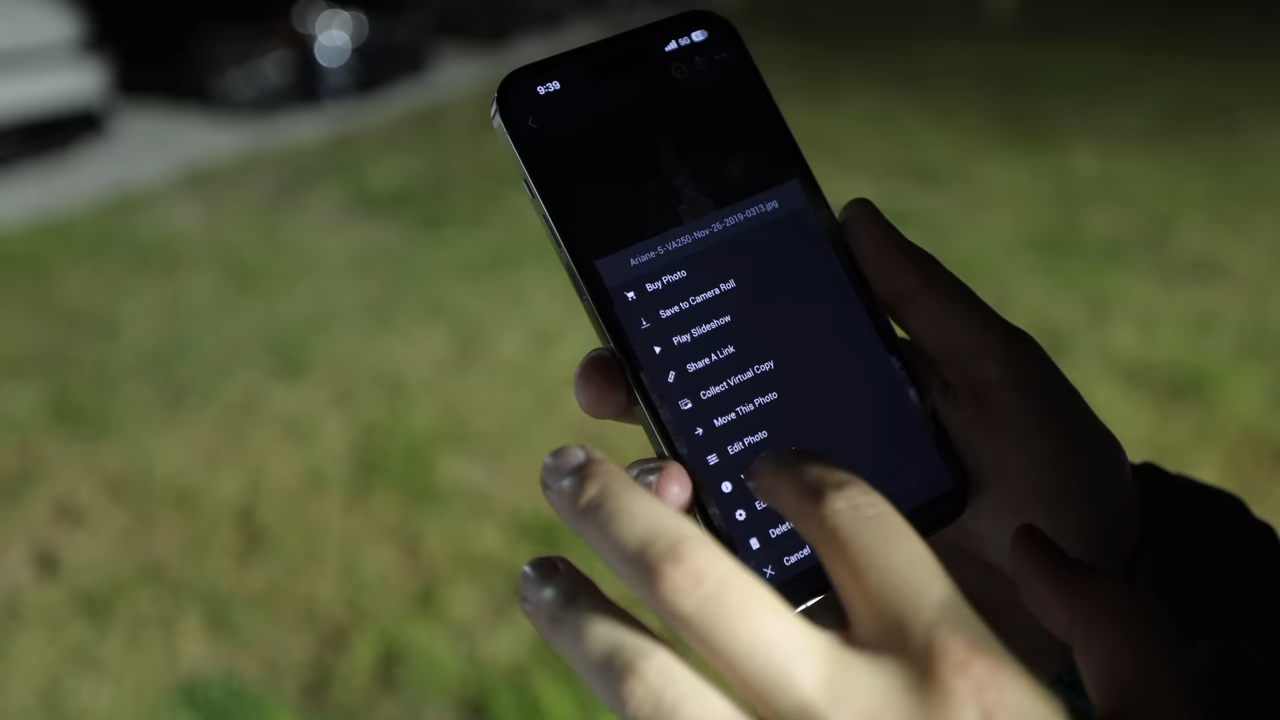 9:39
5G
Ariane-5-VA250-Nov-26-2019-0313.jpg
Buy Photo
Save to Camera Roll
Play Slideshow
Share A Link
Collect Virtual Copy
Move This Photo
Edit Photo
Delete
Cancel